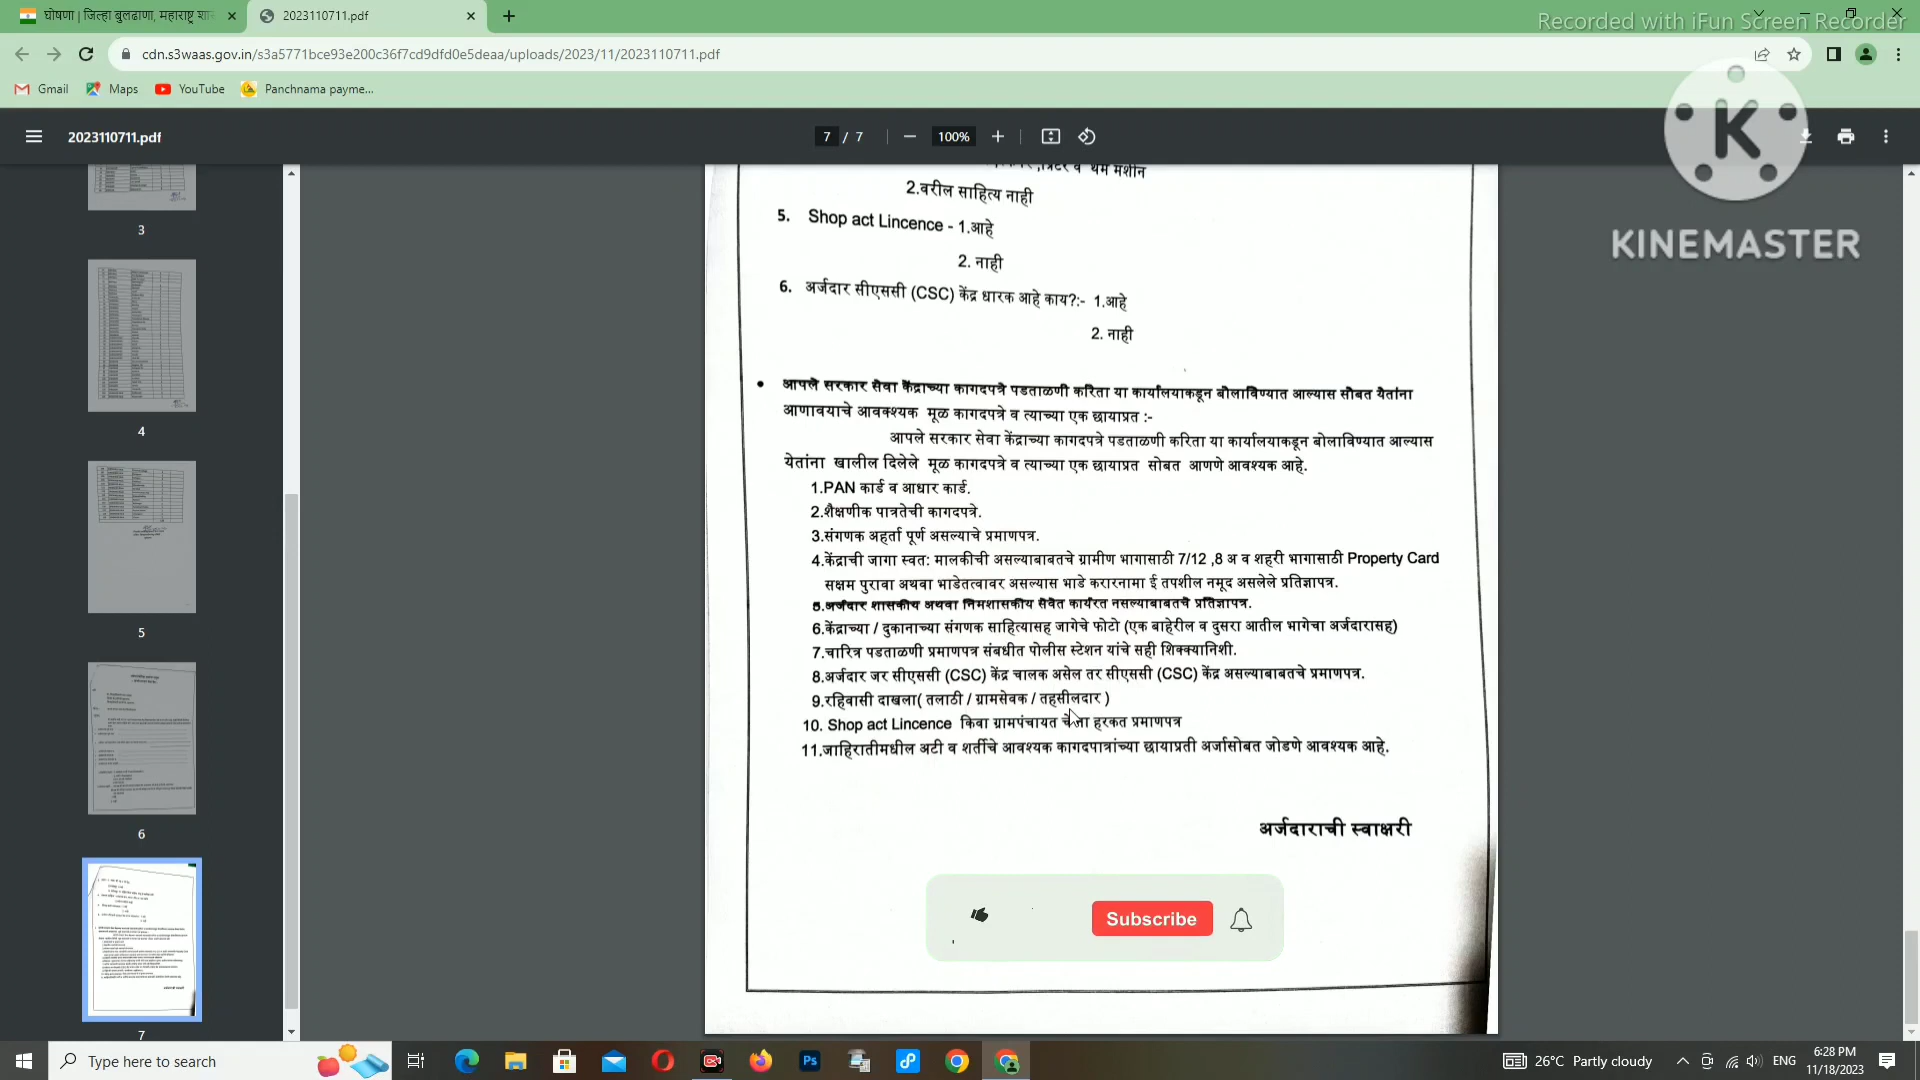 घोषणा | जिल्हा बुलढाणा, महाराष्ट्र शास
2023110711.pdf
Recorded with iFun Screen Recorder
cdn.s3waas.gov.in/s3a5771bce93e200c36f7cd9dfd0e5deaa/uploads/2023/11/2023110711.pdf
Gmail
Maps
YouTube
Panchnama payme...
2023110711.pdf
7 / 7
100%
K
KINEMASTER
3
4
5
6
7
,प्रिंटर व थम मशीन
2.वरील साहित्य नाही
5. Shop act Lincence - 1.आहे
2. नाही
6. अर्जदार सीएससी (CSC) केंद्र धारक आहे काय?:- 1.आहे
2. नाही
• आपले सरकार सेवा केंद्राच्या कागदपत्रे पडताळणी करिता या कार्यालयाकडून बोलाविण्यात आल्यास सोबत येतांना
आणावयाचे आवश्यक मूळ कागदपत्रे व त्याच्या एक छायाप्रत :-
आपले सरकार सेवा केंद्राच्या कागदपत्रे पडताळणी करिता या कार्यालयाकडून बोलाविण्यात आल्यास
येतांना खालील दिलेले मूळ कागदपत्रे व त्याच्या एक छायाप्रत सोबत आणणे आवश्यक आहे.
1.PAN कार्ड व आधार कार्ड.
2.शैक्षणीक पात्रतेची कागदपत्रे.
3.संगणक अहर्ता पूर्ण असल्याचे प्रमाणपत्र.
4.केंद्राची जागा स्वत: मालकीची असल्याबाबतचे ग्रामीण भागासाठी 7/12 ,8 अ व शहरी भागासाठी Property Card
सक्षम पुरावा अथवा भाडेतत्वावर असल्यास भाडे करारनामा ई तपशील नमूद असलेले प्रतिज्ञापत्र.
5.अर्जदार शासकीय अथवा निमशासकीय सेवेत कार्यरत नसल्याबाबतचे प्रतिज्ञापत्र.
6.केंद्राच्या / दुकानाच्या संगणक साहित्यासह जागेचे फोटो (एक बाहेरील व दुसरा आतील भागेचा अर्जदारासह)
7.चारित्र पडताळणी प्रमाणपत्र संबधीत पोलीस स्टेशन यांचे सही शिक्क्यानिशी.
8.अर्जदार जर सीएससी (CSC) केंद्र चालक असेल तर सीएससी (CSC) केंद्र असल्याबाबतचे प्रमाणपत्र.
9.रहिवासी दाखला( तलाठी / ग्रामसेवक / तहसीलदार )
10. Shop act Lincence किंवा ग्रामपंचायत चे ना हरकत प्रमाणपत्र
11.जाहिरातीमधील अटी व शर्तीचे आवश्यक कागदपात्रांच्या छायाप्रती अर्जासोबत जोडणे आवश्यक आहे.
अर्जदाराची स्वाक्षरी
Subscribe
Type here to search
26°C Partly cloudy
ENG
6:28 PM
11/18/2023